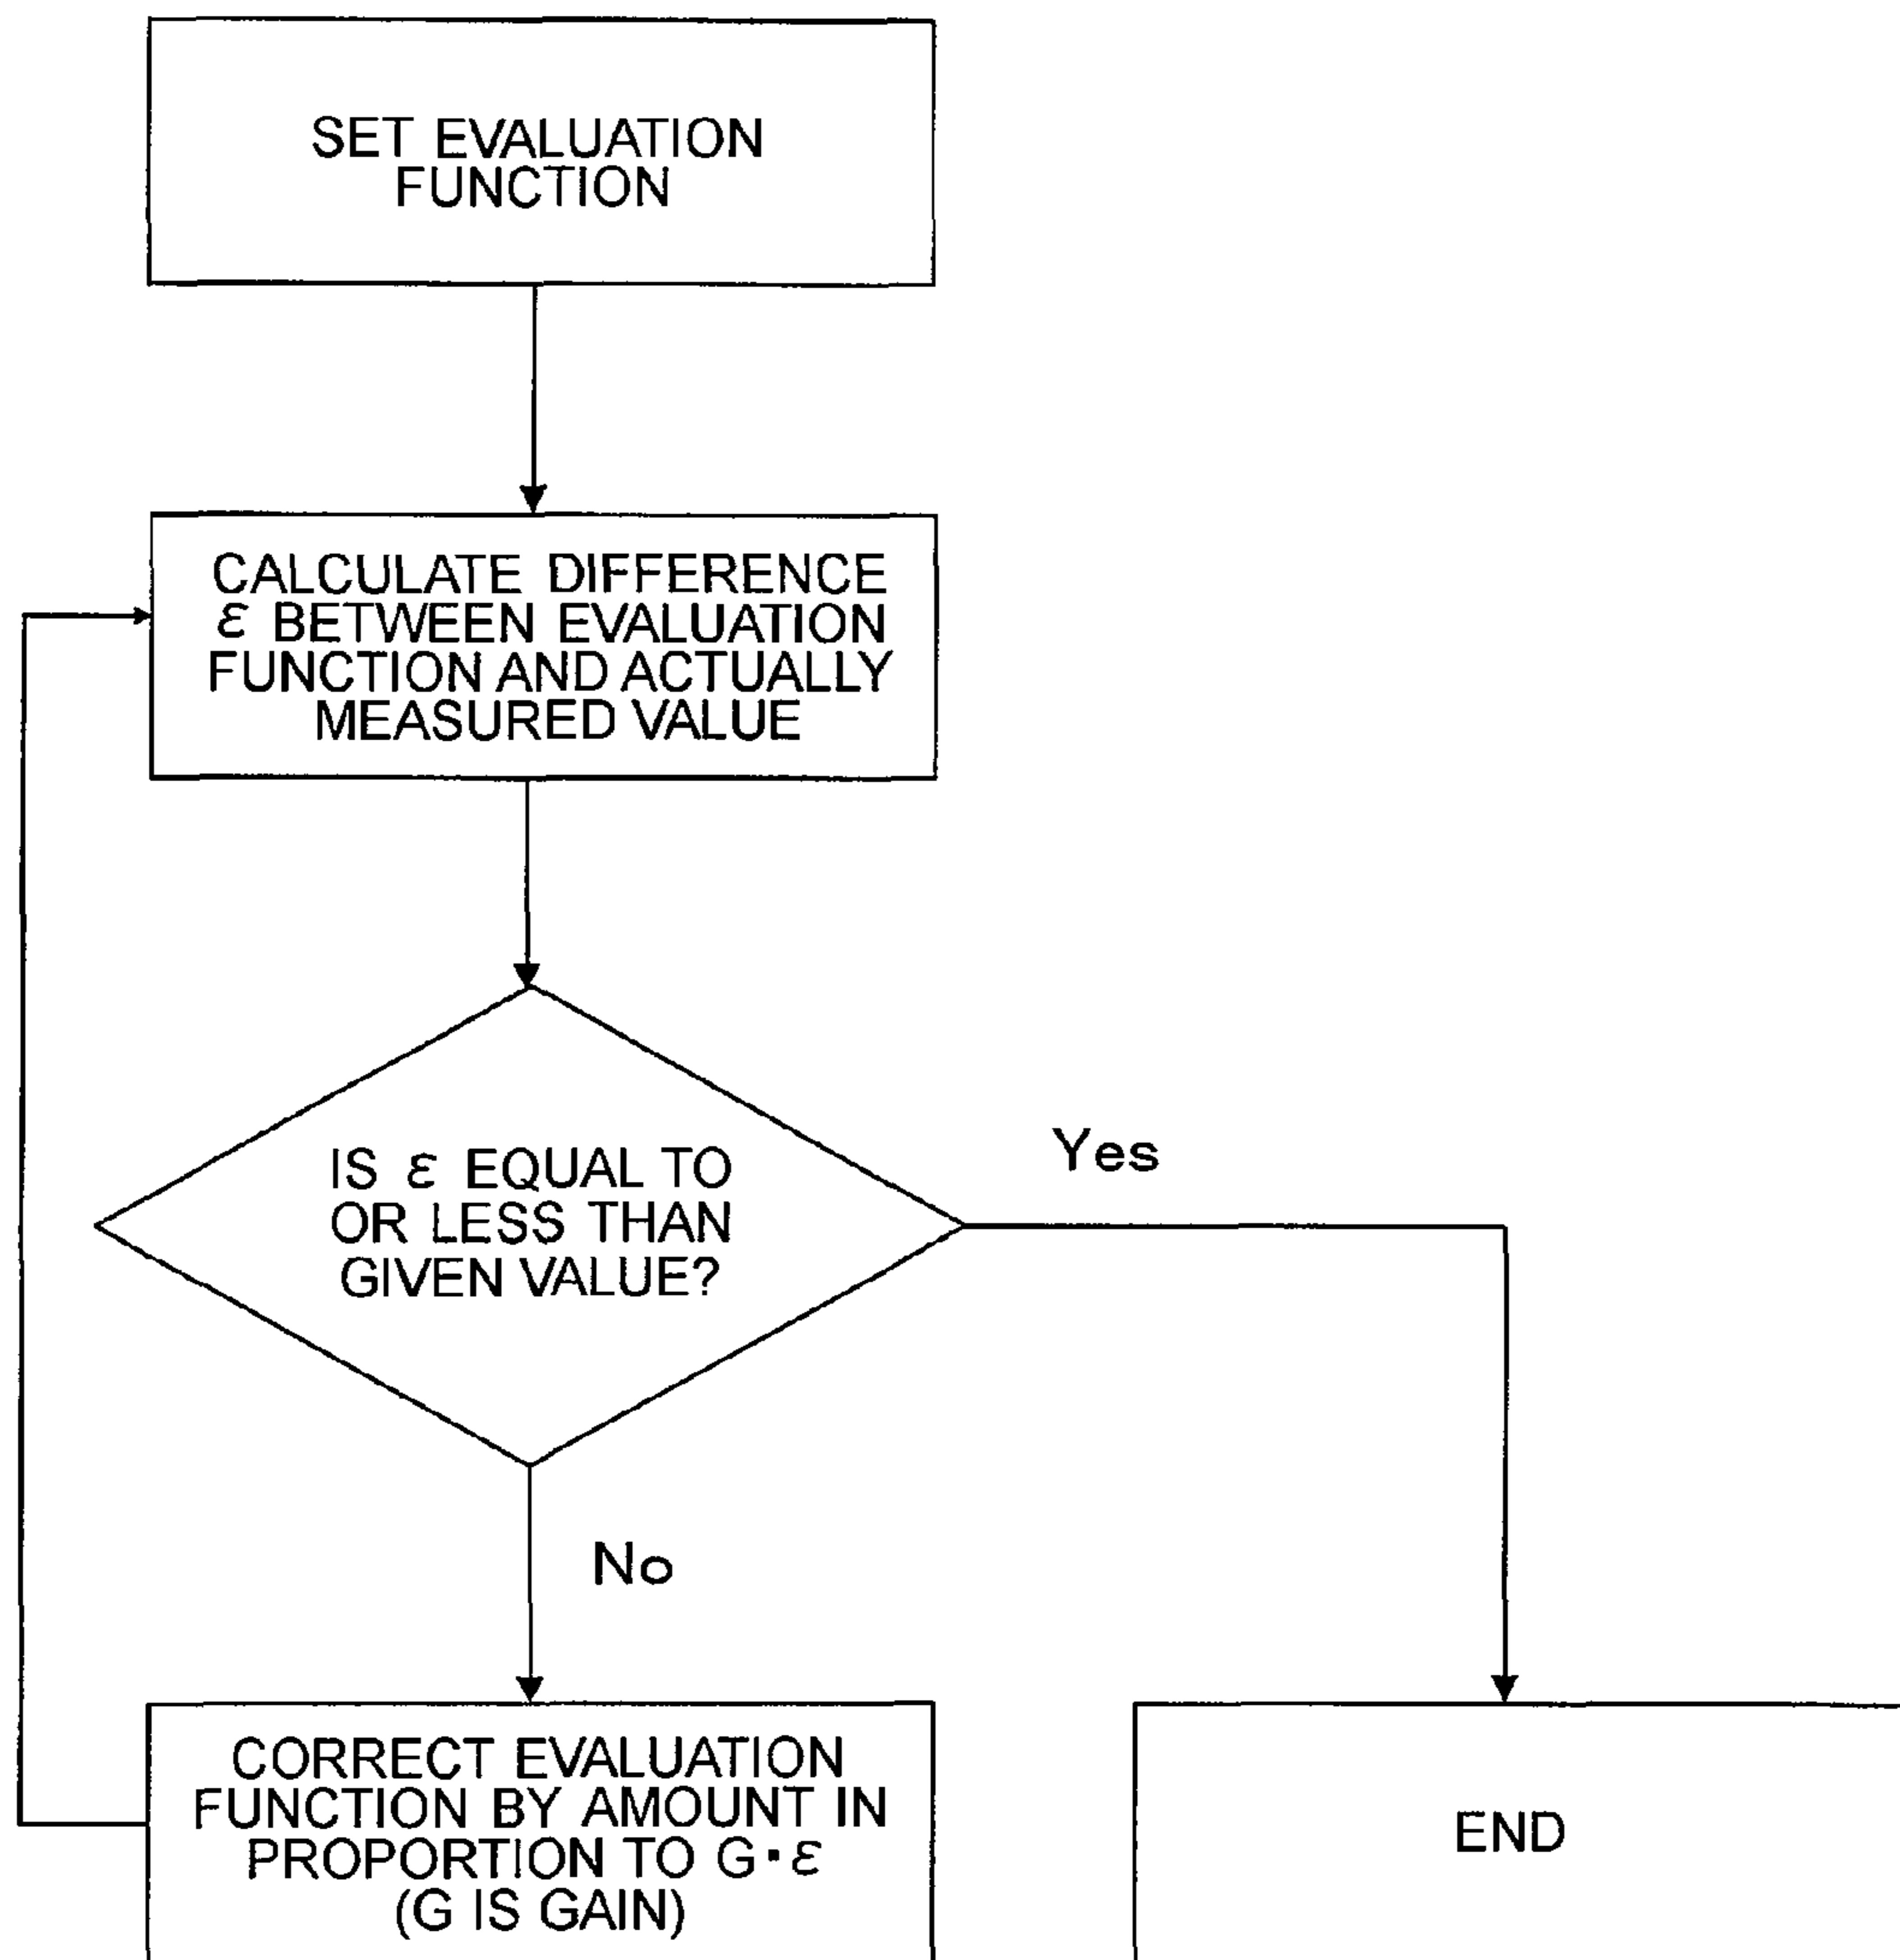 SET EVALUATION
FUNCTION
CALCULATE DIFFERENCE
ε BETWEEN EVALUATION
FUNCTION AND ACTUALLY
MEASURED VALUE
IS ε EQUAL TO
OR LESS THAN
GIVEN VALUE?
Yes
No
CORRECT EVALUATION
FUNCTION BY AMOUNT IN
PROPORTION TO G·ε
(G IS GAIN)
END